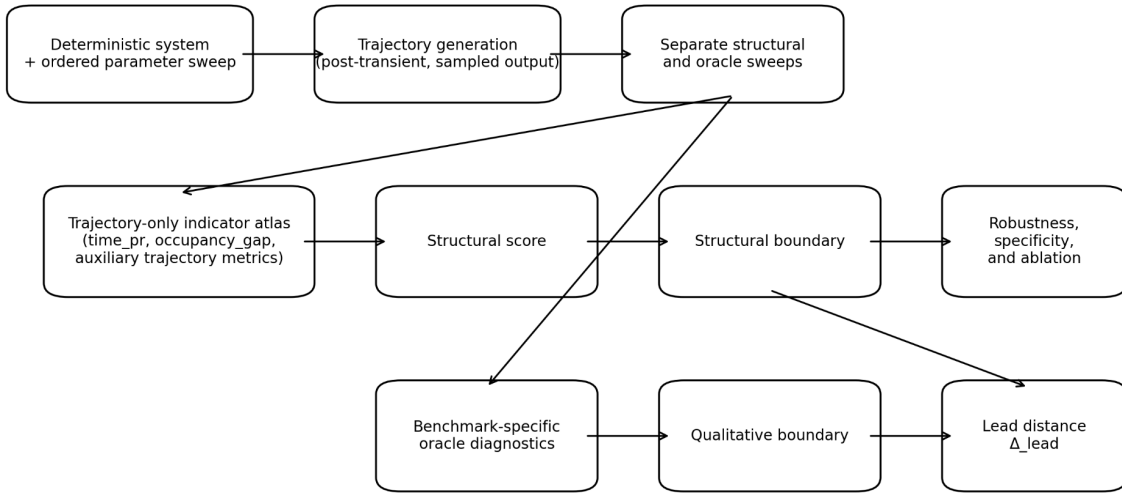 Deterministic system
+ ordered parameter sweep
Trajectory generation
(post-transient, sampled output)
Separate structural
and oracle sweeps
Trajectory-only indicator atlas
(time_pr, occupancy_gap,
auxiliary trajectory metrics)
Structural score
Structural boundary
Robustness,
specificity,
and ablation
Benchmark-specific
oracle diagnostics
Qualitative boundary
Lead distance
Δ_lead